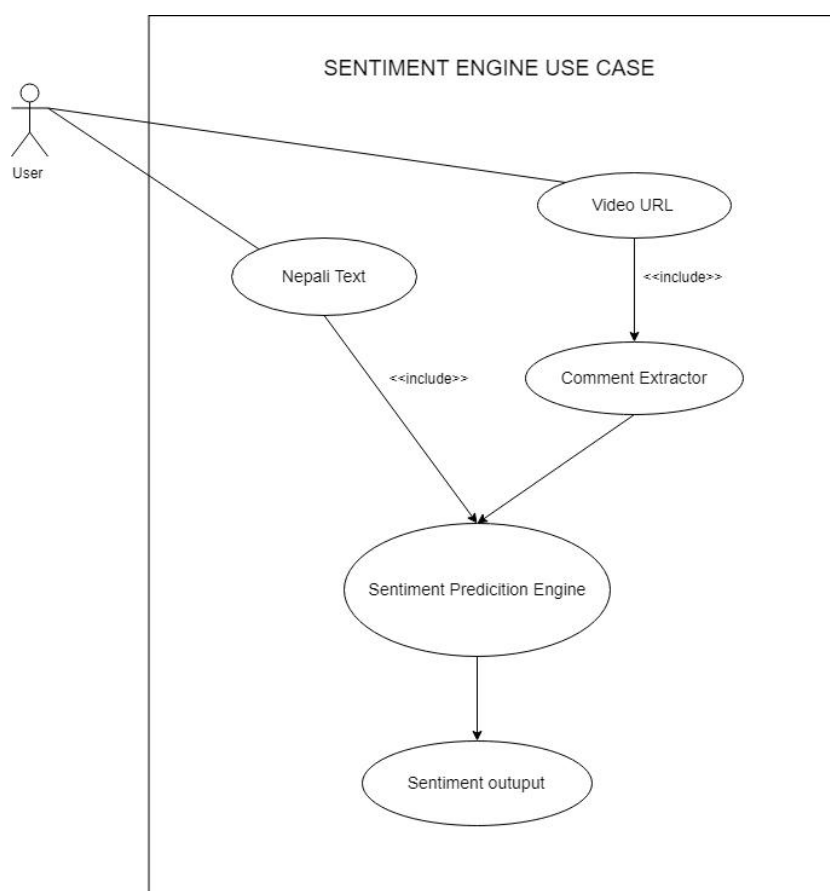 SENTIMENT ENGINE USE CASE
User
Video URL
Nepali Text
<<include>>
<<include>>
Comment Extractor
Sentiment Predicition Engine
Sentiment outuput